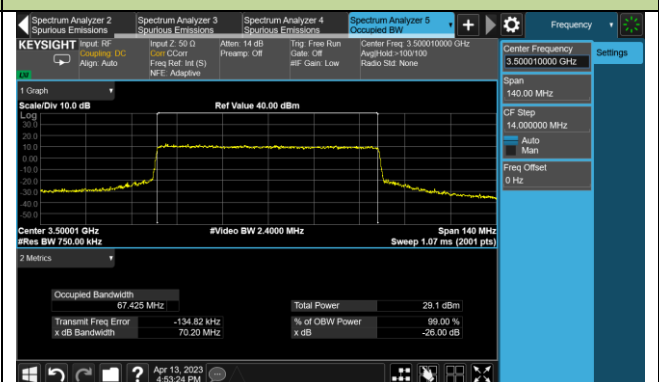 Spectrum Analyzer 2
Spurious Emissions
Spectrum Analyzer 3
Spurious Emissions
Spectrum Analyzer 4
Spurious Emissions
Spectrum Analyzer 5
Occupied BW
Frequency
KEYSIGHT
Input: RF
Coupling: DC
Align: Auto
Input Z: 50 Ω
Corr CCorr
Freq Ref: Int (S)
NFE: Adaptive
Atten: 14 dB
Preamp: Off
Trig: Free Run
Gate: Off
#IF Gain: Low
Center Freq: 3.500010000 GHz
Avg|Hold:>100/100
Radio Std: None
LXI
Center Frequency
3.500010000 GHz
Settings
Span
140.00 MHz
CF Step
14.000000 MHz
Auto
Man
Freq Offset
0 Hz
1 Graph
Scale/Div 10.0 dB
Ref Value 40.00 dBm
Log
30.0
20.0
10.0
0.00
-10.0
-20.0
-30.0
-40.0
-50.0
Center 3.50001 GHz
#Video BW 2.4000 MHz
Span 140 MHz
#Res BW 750.00 kHz
Sweep 1.07 ms (2001 pts)
2 Metrics
Occupied Bandwidth
67.425 MHz
Total Power
29.1 dBm
Transmit Freq Error
-134.82 kHz
% of OBW Power
99.00 %
x dB Bandwidth
70.20 MHz
x dB
-26.00 dB
Apr 13, 2023
4:53:24 PM